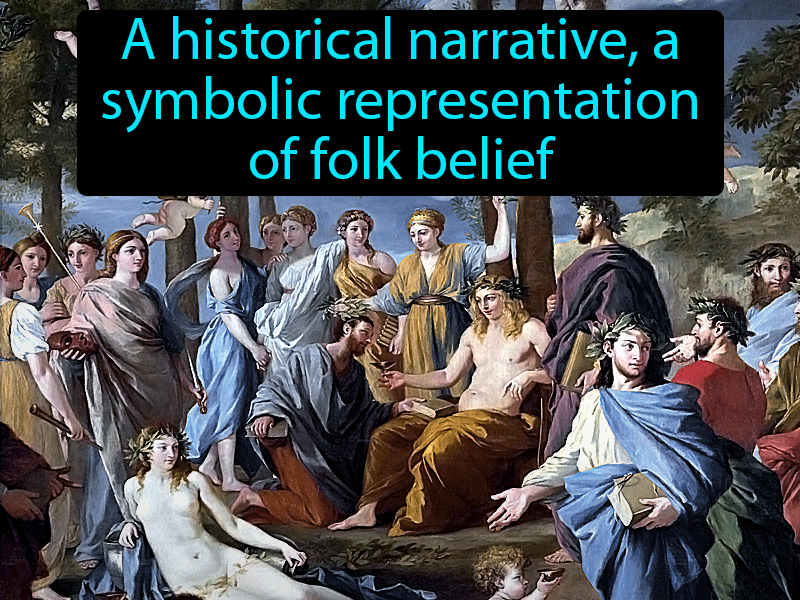 A historical narrative, a
symbolic representation
of folk belief